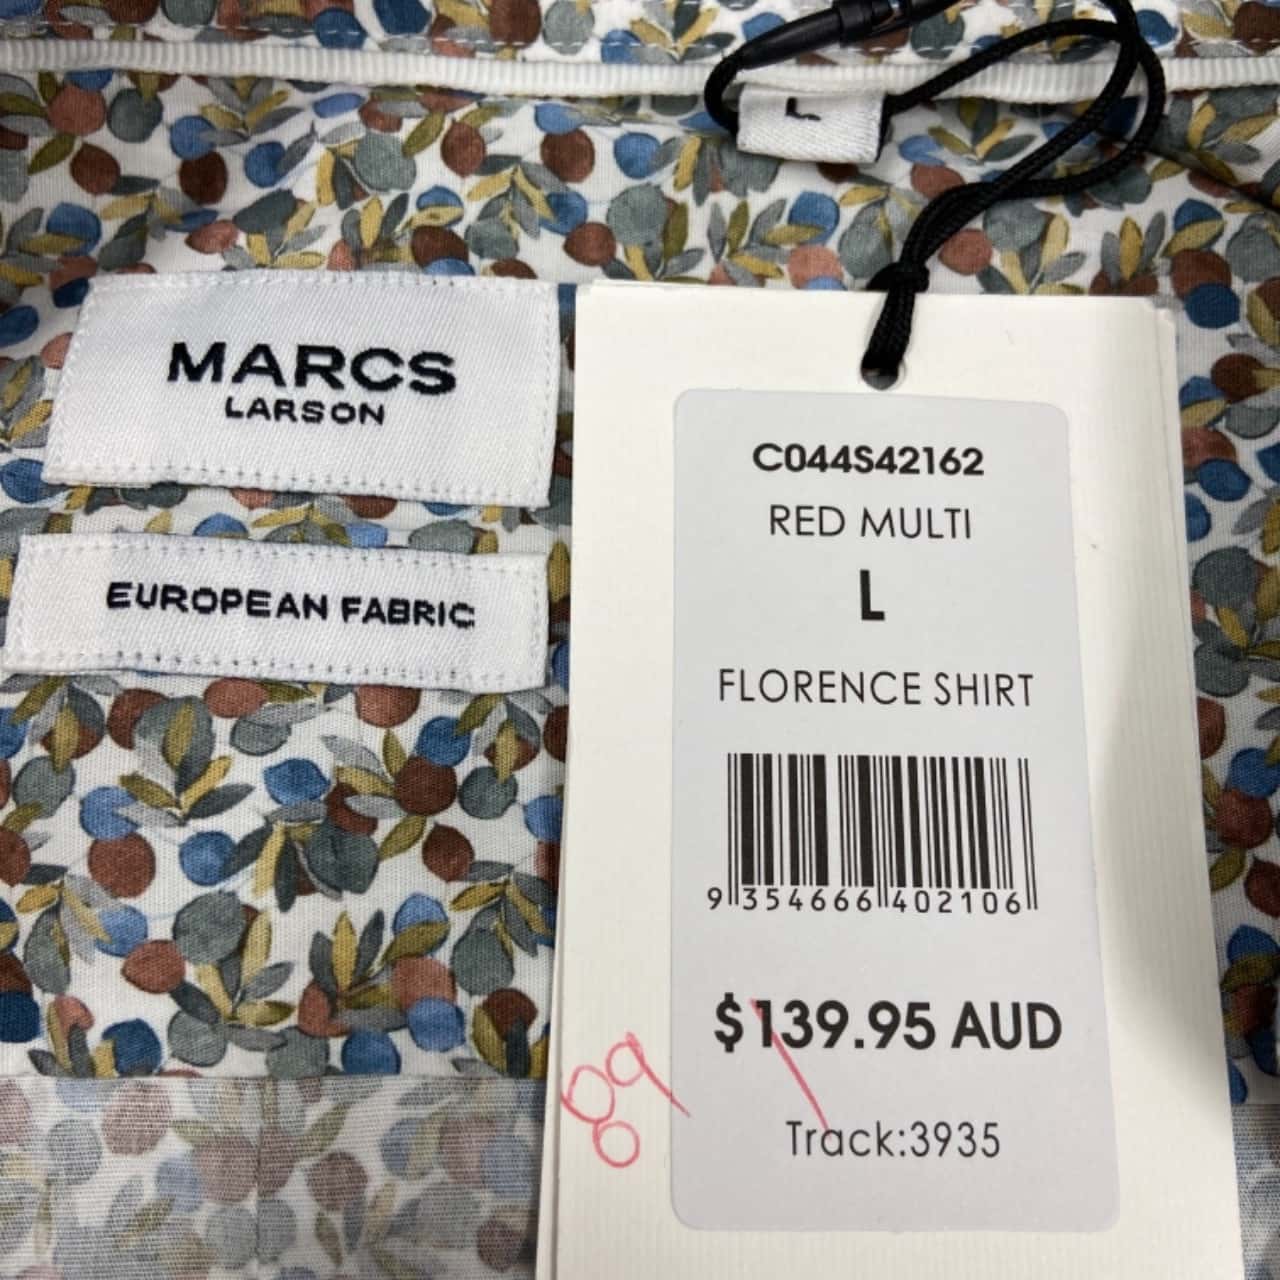 L
MARCS
LARSON
EUROPEAN FABRIC
C044S42162
RED MULTI
L
FLORENCE SHIRT
9 354666 402106
$139.95 AUD
89
Track:3935